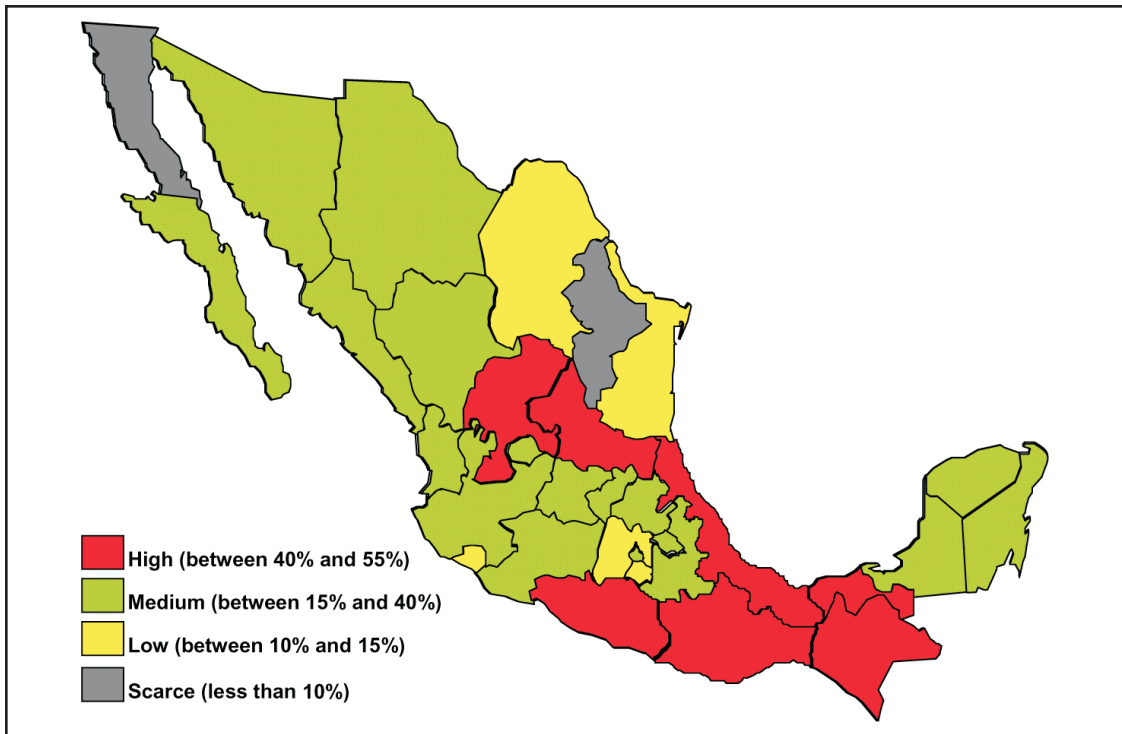 High (between 40% and 55%)
Medium (between 15% and 40%)
Low (between 10% and 15%)
Scarce (less than 10%)